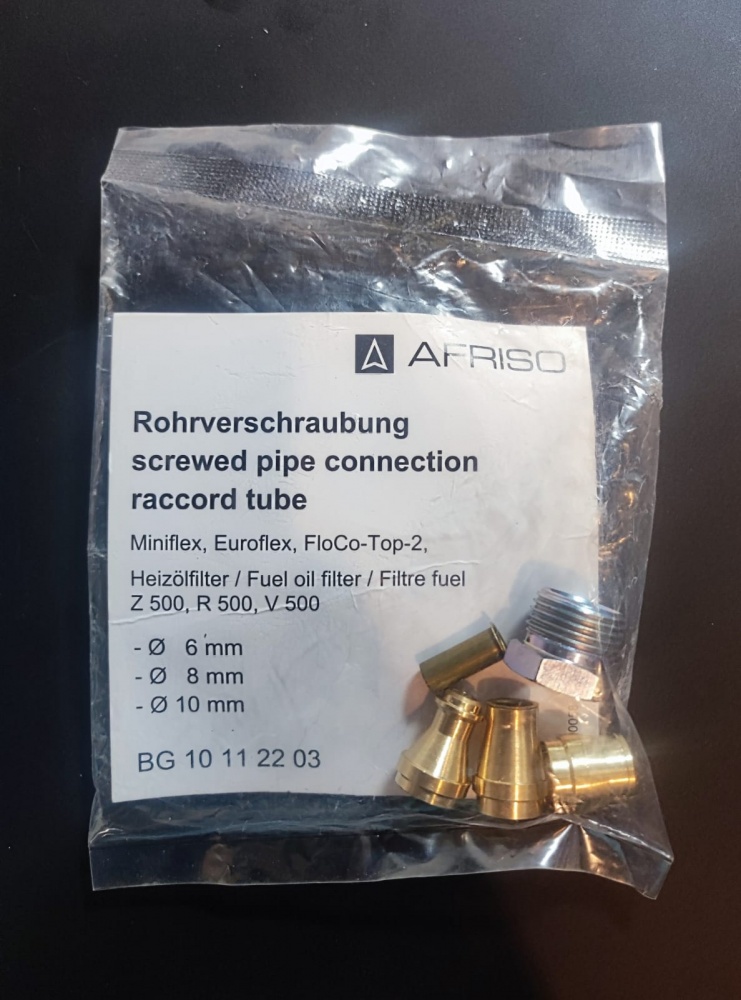 AFRISO
Rohrverschraubung
screwed pipe connection
raccord tube
Miniflex, Euroflex, FloCo-Top-2,
Heizölfilter / Fuel oil filter / Filtre fuel
Z 500, R 500, V 500
- Ø 6 mm
- Ø 8 mm
- Ø 10 mm
BG 10 11 22 03